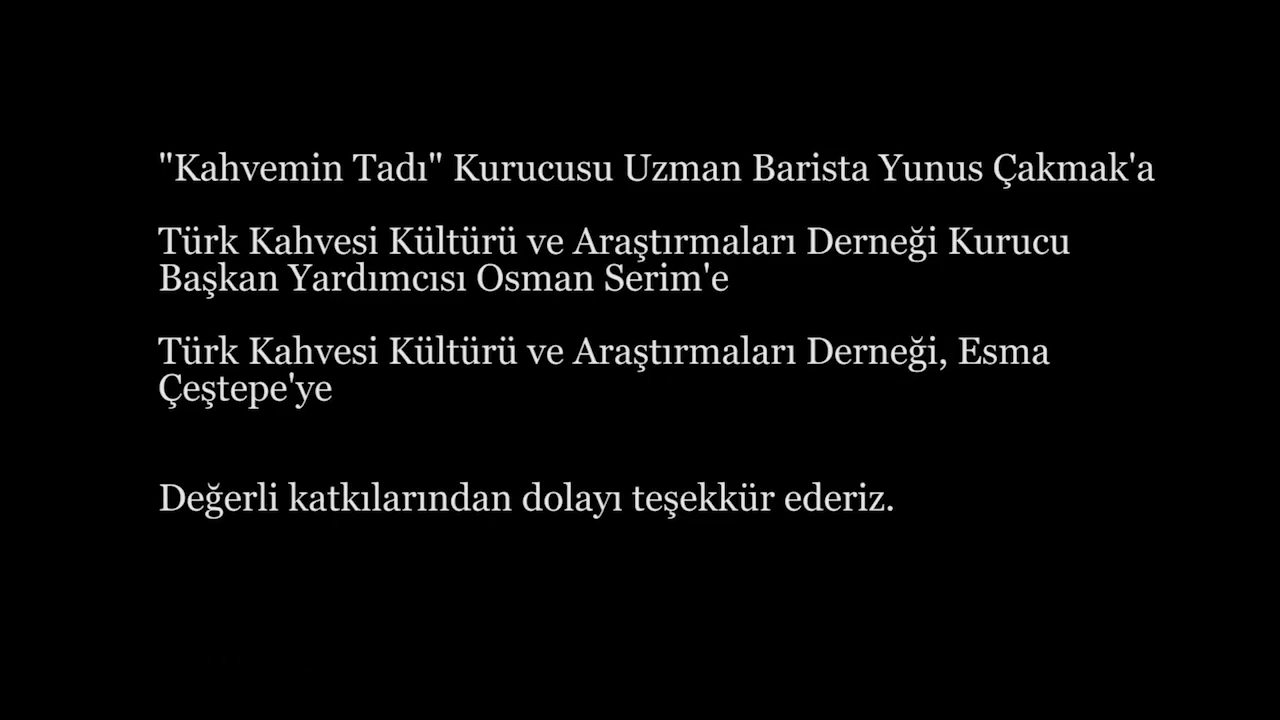 "Kahvemin Tadı" Kurucusu Uzman Barista Yunus Çakmak'a
Türk Kahvesi Kültürü ve Araştırmaları Derneği Kurucu
Başkan Yardımcısı Osman Serim'e
Türk Kahvesi Kültürü ve Araştırmaları Derneği, Esma
Çeştepe'ye
Değerli katkılarından dolayı teşekkür ederiz.